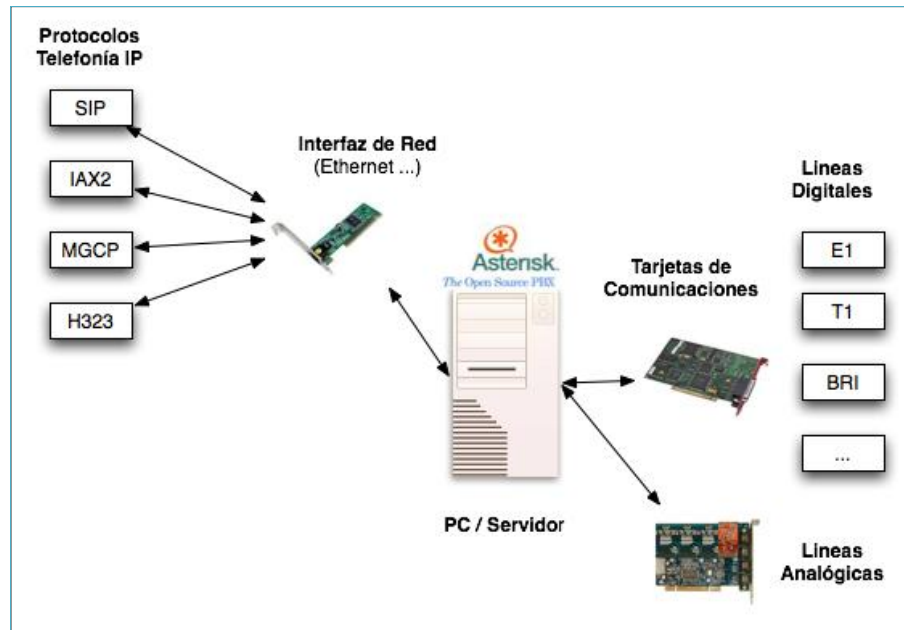 Protocolos
Telefonía IP
SIP
IAX2
MGCP
H323
Interfaz de Red
(Ethernet ...)
Asterisk.
The Open Source PBX
PC / Servidor
Tarjetas de
Comunicaciones
Lineas
Digitales
E1
T1
BRI
...
Lineas
Analógicas